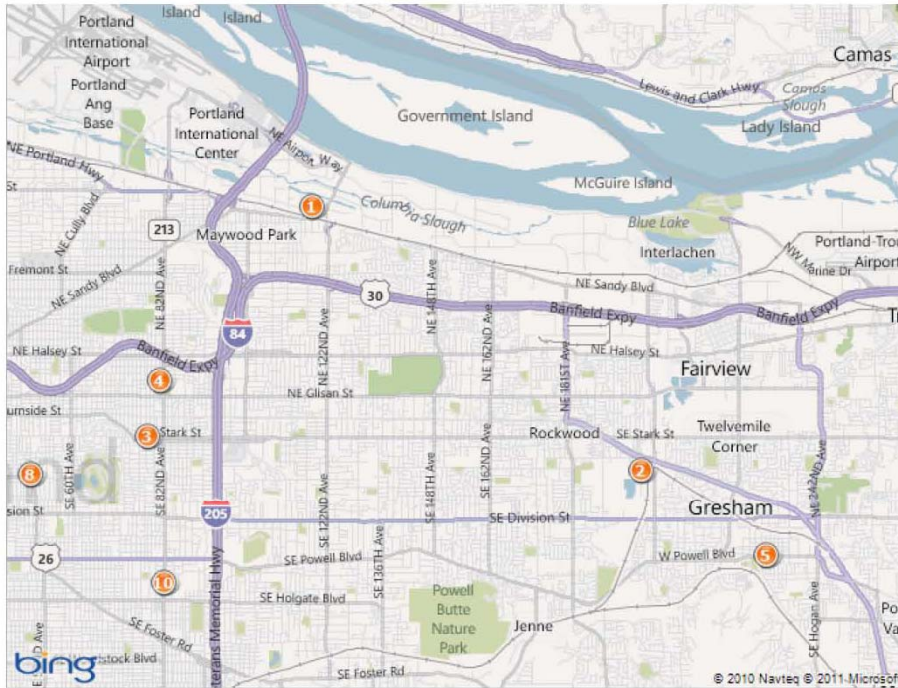 Island
Island
Portland
International
Airport
Camas
Lewis and Clark Hwy
Camas
Slough
Portland
Ang
Base
Portland
International
Center
Government Island
Lady Island
NE Airport Way
NE Portland Hwy
St
McGuire Island
1
Columbia Slough
NE Cully Blvd
213
Maywood Park
Blue Lake
Interlachen
Portland-Tro
Airport
NW Marine Dr
Fremont St
NE Sandy Blvd
NE 82ND Ave
30
NE 148TH Ave
NE Sandy Blvd
Banfield Expy
Banfield Expy
T
84
NE 122ND Ave
NE 162ND Ave
NE Halsey St
Banfield Expy
NE Halsey St
NE 181ST Ave
Fairview
4
NE Glisan St
urnside St
3
Stark St
Rockwood
SE Stark St
Twelvemile
Corner
8
SE 60TH Ave
SE 82ND Ave
SE 122ND Ave
SE 148TH Ave
SE 162ND Ave
2
NE 242ND Ave
sion St
205
SE Division St
Gresham
26
SE Powell Blvd
SE 136TH Ave
W Powell Blvd
5
10
SE Holgate Blvd
Powell
Butte
Nature
Park
SE Hogan Ave
Po
Va
SE Foster Rd
terans Memorial Hwy
Jenne
bing
stock Blvd
SE Foster Rd
© 2010 Navteq © 2011 Microsof